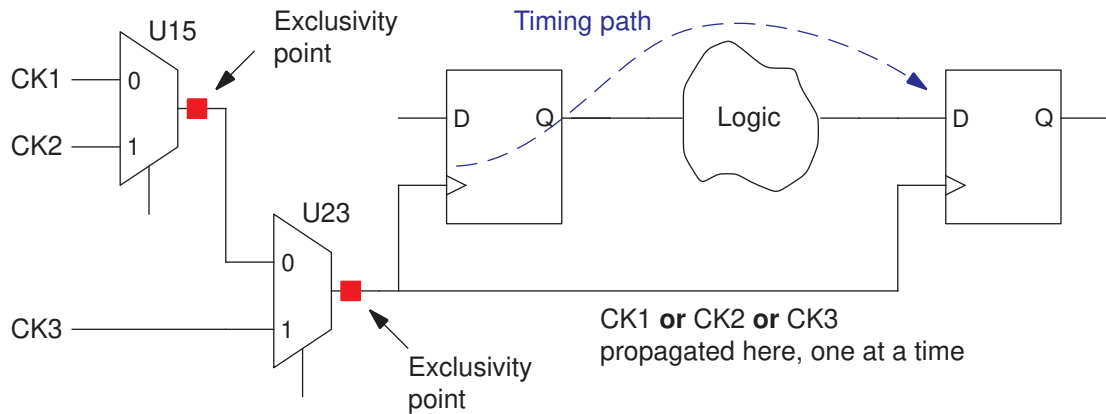 U15
Exclusivity
point
Timing path
CK1
0
CK2
1
D
Q
Logic
D
Q
U23
0
CK3
1
CK1 or CK2 or CK3
propagated here, one at a time
Exclusivity
point